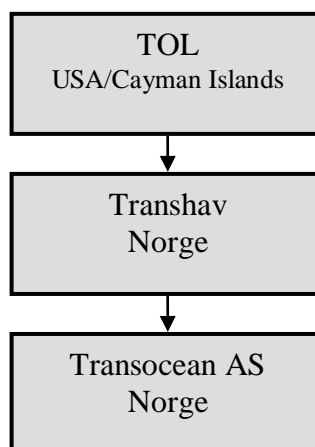 TOL
USA/Cayman Islands
Transhav
Norge
Transocean AS
Norge